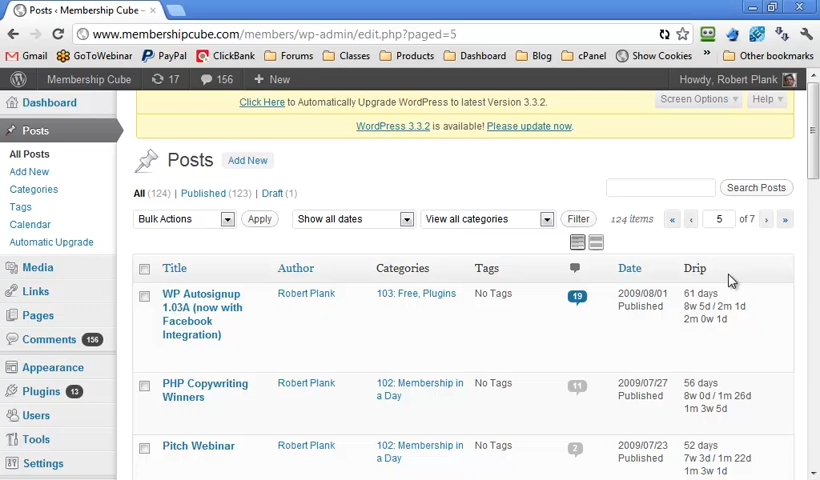 Posts ‹ Membership Cube ‹
www.membershipcube.com/members/wp-admin/edit.php?paged=5
Gmail GoToWebinar PayPal ClickBank Forums Classes Products Dashboard Blog cPanel Show Cookies » Other bookmarks
Membership Cube 17 156 + New Howdy, Robert Plank
Dashboard
Posts
All Posts
Add New
Categories
Tags
Calendar
Automatic Upgrade
Media
Links
Pages
Comments 156
Appearance
Plugins 13
Users
Tools
Settings
Click Here to Automatically Upgrade WordPress to latest Version 3.3.2.
Screen Options Help
WordPress 3.3.2 is available! Please update now.
Posts Add New
All (124) | Published (123) | Draft (1)
Search Posts
Bulk Actions Apply Show all dates View all categories Filter 124 items « ‹ 5 of 7 › »
Title Author Categories Tags Date Drip
WP Autosignup
1.03A (now with
Facebook
Integration)
Robert Plank
103: Free, Plugins
No Tags
19
2009/08/01
Published
61 days
8w 5d / 2m 1d
2m 0w 1d
PHP Copywriting
Winners
Robert Plank
102: Membership in
a Day
No Tags
11
2009/07/27
Published
56 days
8w 0d / 1m 26d
1m 3w 5d
Pitch Webinar
Robert Plank
102: Membership in
a Day
No Tags
2
2009/07/23
Published
52 days
7w 3d / 1m 22d
1m 3w 1d